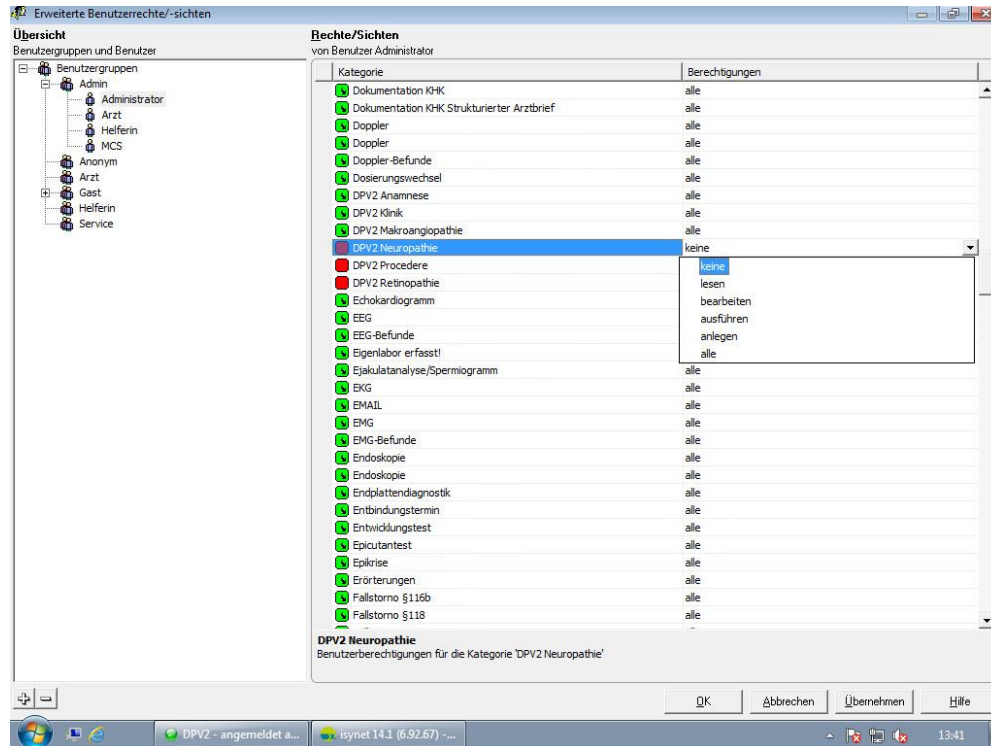 Erweiterte Benutzerrechte/-sichten
Übersicht
Benutzergruppen und Benutzer
Benutzergruppen
Admin
Administrator
Arzt
Helferin
MCS
Anonym
Arzt
Gast
Helferin
Service
Rechte/Sichten
von Benutzer Administrator
Kategorie Berechtigungen
Dokumentation KHK alle
Dokumentation KHK Strukturierter Arztbrief alle
Doppler alle
Doppler alle
Doppler-Befunde alle
Dosierungswechsel alle
DPV2 Anamnese alle
DPV2 Klinik alle
DPV2 Makroangiopathie alle
DPV2 Neuropathie keine
DPV2 Procedere
DPV2 Retinopathie
Echokardiogramm
EEG
EEG-Befunde
Eigenlabor erfasst!
keine
lesen
bearbeiten
ausführen
anlegen
alle
Ejakulatanalyse/Spermiogramm alle
EKG alle
EMAIL alle
EMG alle
EMG-Befunde alle
Endoskopie alle
Endoskopie alle
Endplattendiagnostik alle
Entbindungstermin alle
Entwicklungstest alle
Epicutantest alle
Epikrise alle
Erörterungen alle
Fallstorno §116b alle
Fallstorno §118 alle
DPV2 Neuropathie
Benutzerberechtigungen für die Kategorie 'DPV2 Neuropathie'
OK Abbrechen Übernehmen Hilfe
DPV2 - angemeldet a... isynet 14.1 (6.92.67) -... 13:41